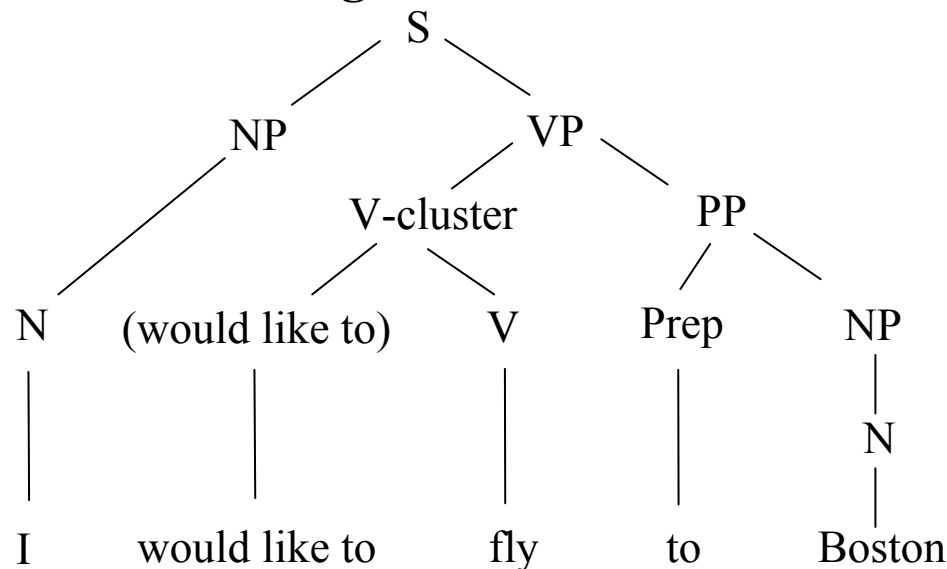 S
NP VP
V-cluster PP
N (would like to) V Prep NP
N
I would like to fly to Boston